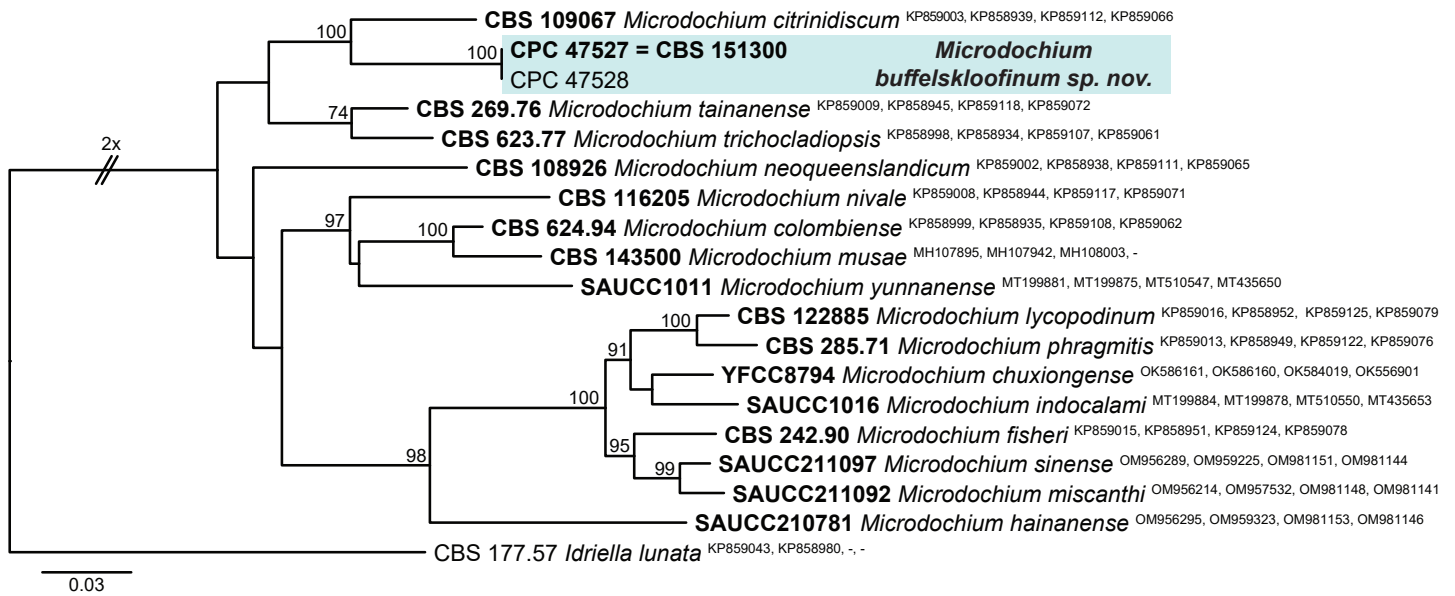 CBS 109067 Microdochium citrinidiscum KP859003, KP858939, KP859112, KP859066
100
100
CPC 47527 = CBS 151300
Microdochium
CPC 47528
buffelskloofinum sp. nov.
CBS 269.76 Microdochium tainanense KP859009, KP858945, KP859118, KP859072
74
CBS 623.77 Microdochium trichocladiopsis KP858998, KP858934, KP859107, KP859061
2x
CBS 108926 Microdochium neoqueenslandicum KP859002, KP858938, KP859111, KP859065
CBS 116205 Microdochium nivale KP859008, KP858944, KP859117, KP859071
97
CBS 624.94 Microdochium colombiense KP858999, KP858935, KP859108, KP859062
100
CBS 143500 Microdochium musae MH107895, MH107942, MH108003, -
SAUCC1011 Microdochium yunnanense MT199881, MT199875, MT510547, MT435650
CBS 122885 Microdochium lycopodinum KP859016, KP858952, KP859125, KP859079
100
CBS 285.71 Microdochium phragmitis KP859013, KP858949, KP859122, KP859076
91
YFCC8794 Microdochium chuxiongense OK586161, OK586160, OK584019, OK556901
100
SAUCC1016 Microdochium indocalami MT199884, MT199878, MT510550, MT435653
CBS 242.90 Microdochium fisheri KP859015, KP858951, KP859124, KP859078
95
98
SAUCC211097 Microdochium sinense OM956289, OM959225, OM981151, OM981144
99
SAUCC211092 Microdochium miscanthi OM956214, OM957532, OM981148, OM981141
SAUCC210781 Microdochium hainanense OM956295, OM959323, OM981153, OM981146
CBS 177.57 Idriella lunata KP859043, KP858980, -, -
0.03